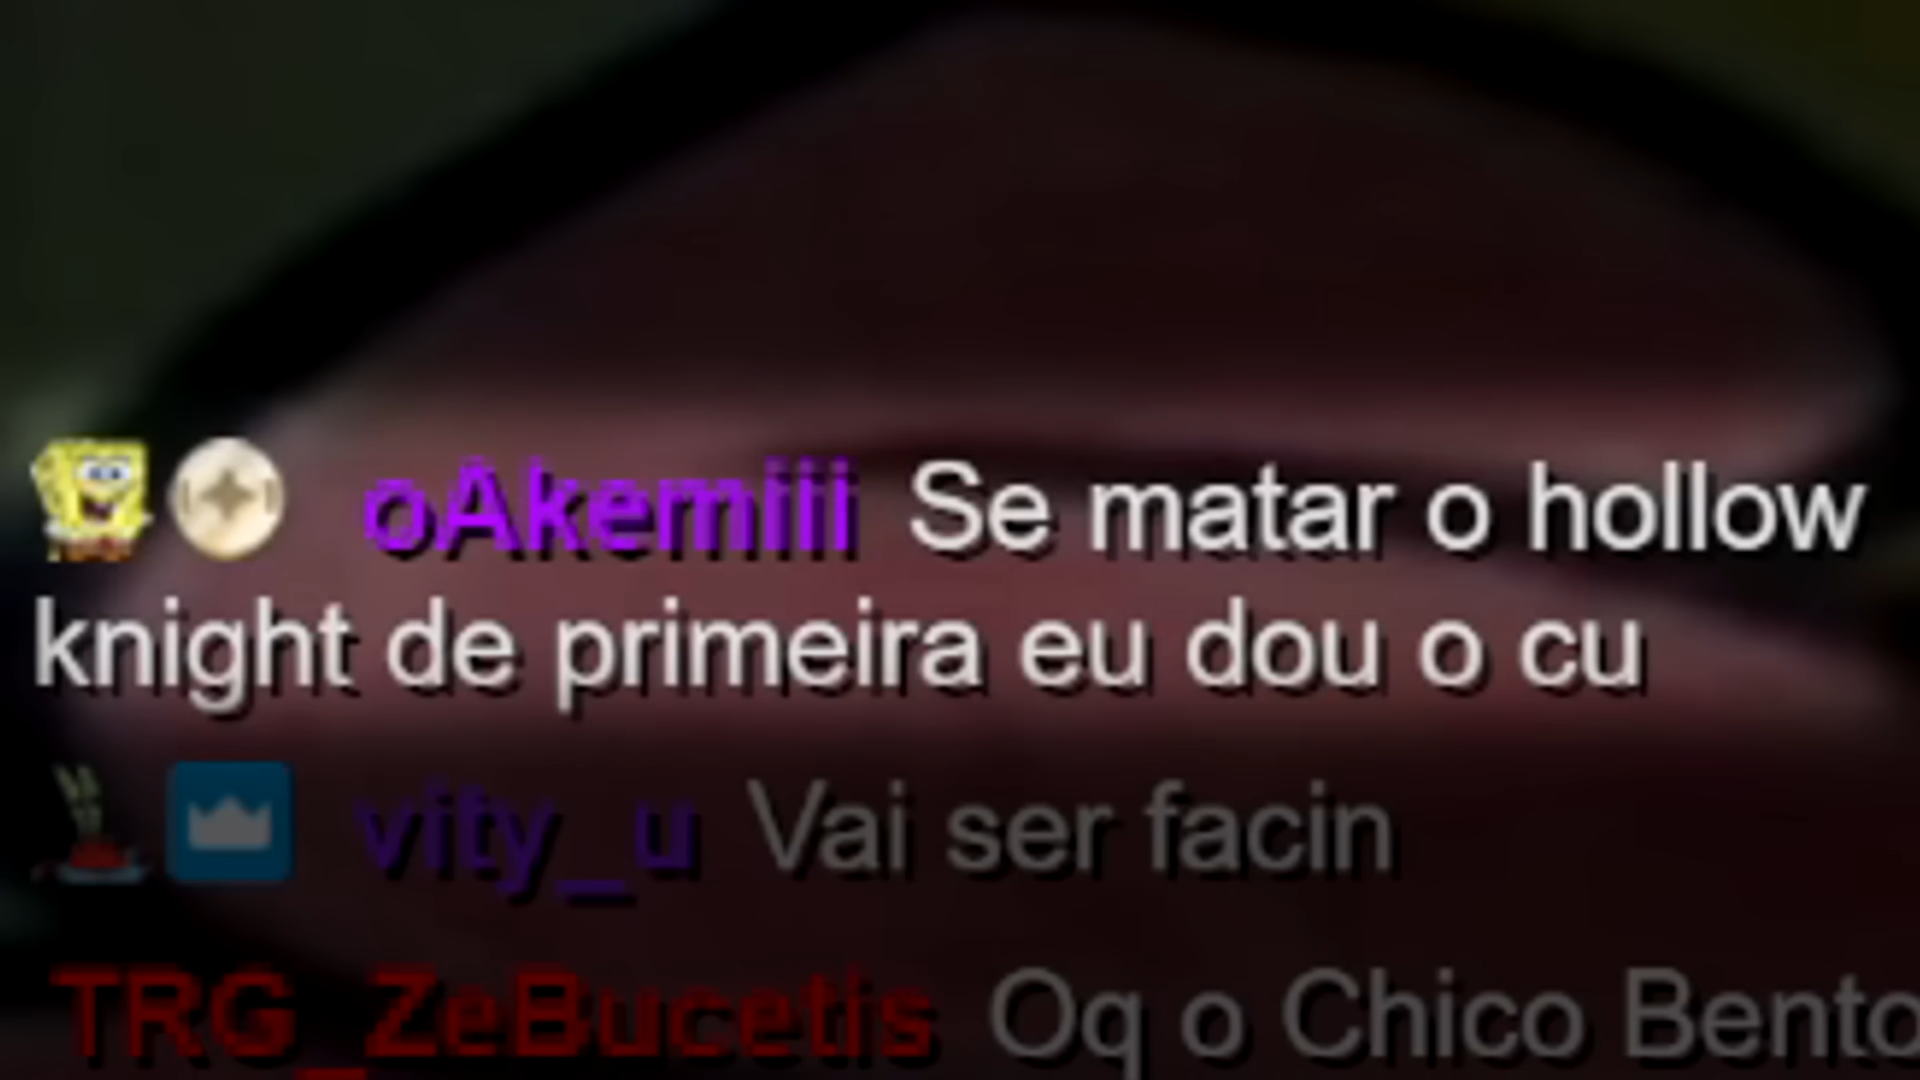 oAkemiii Se matar o hollow
knight de primeira eu dou o cu
vity_u Vai ser facin
TRG_ZeBucetis Oq o Chico Bento